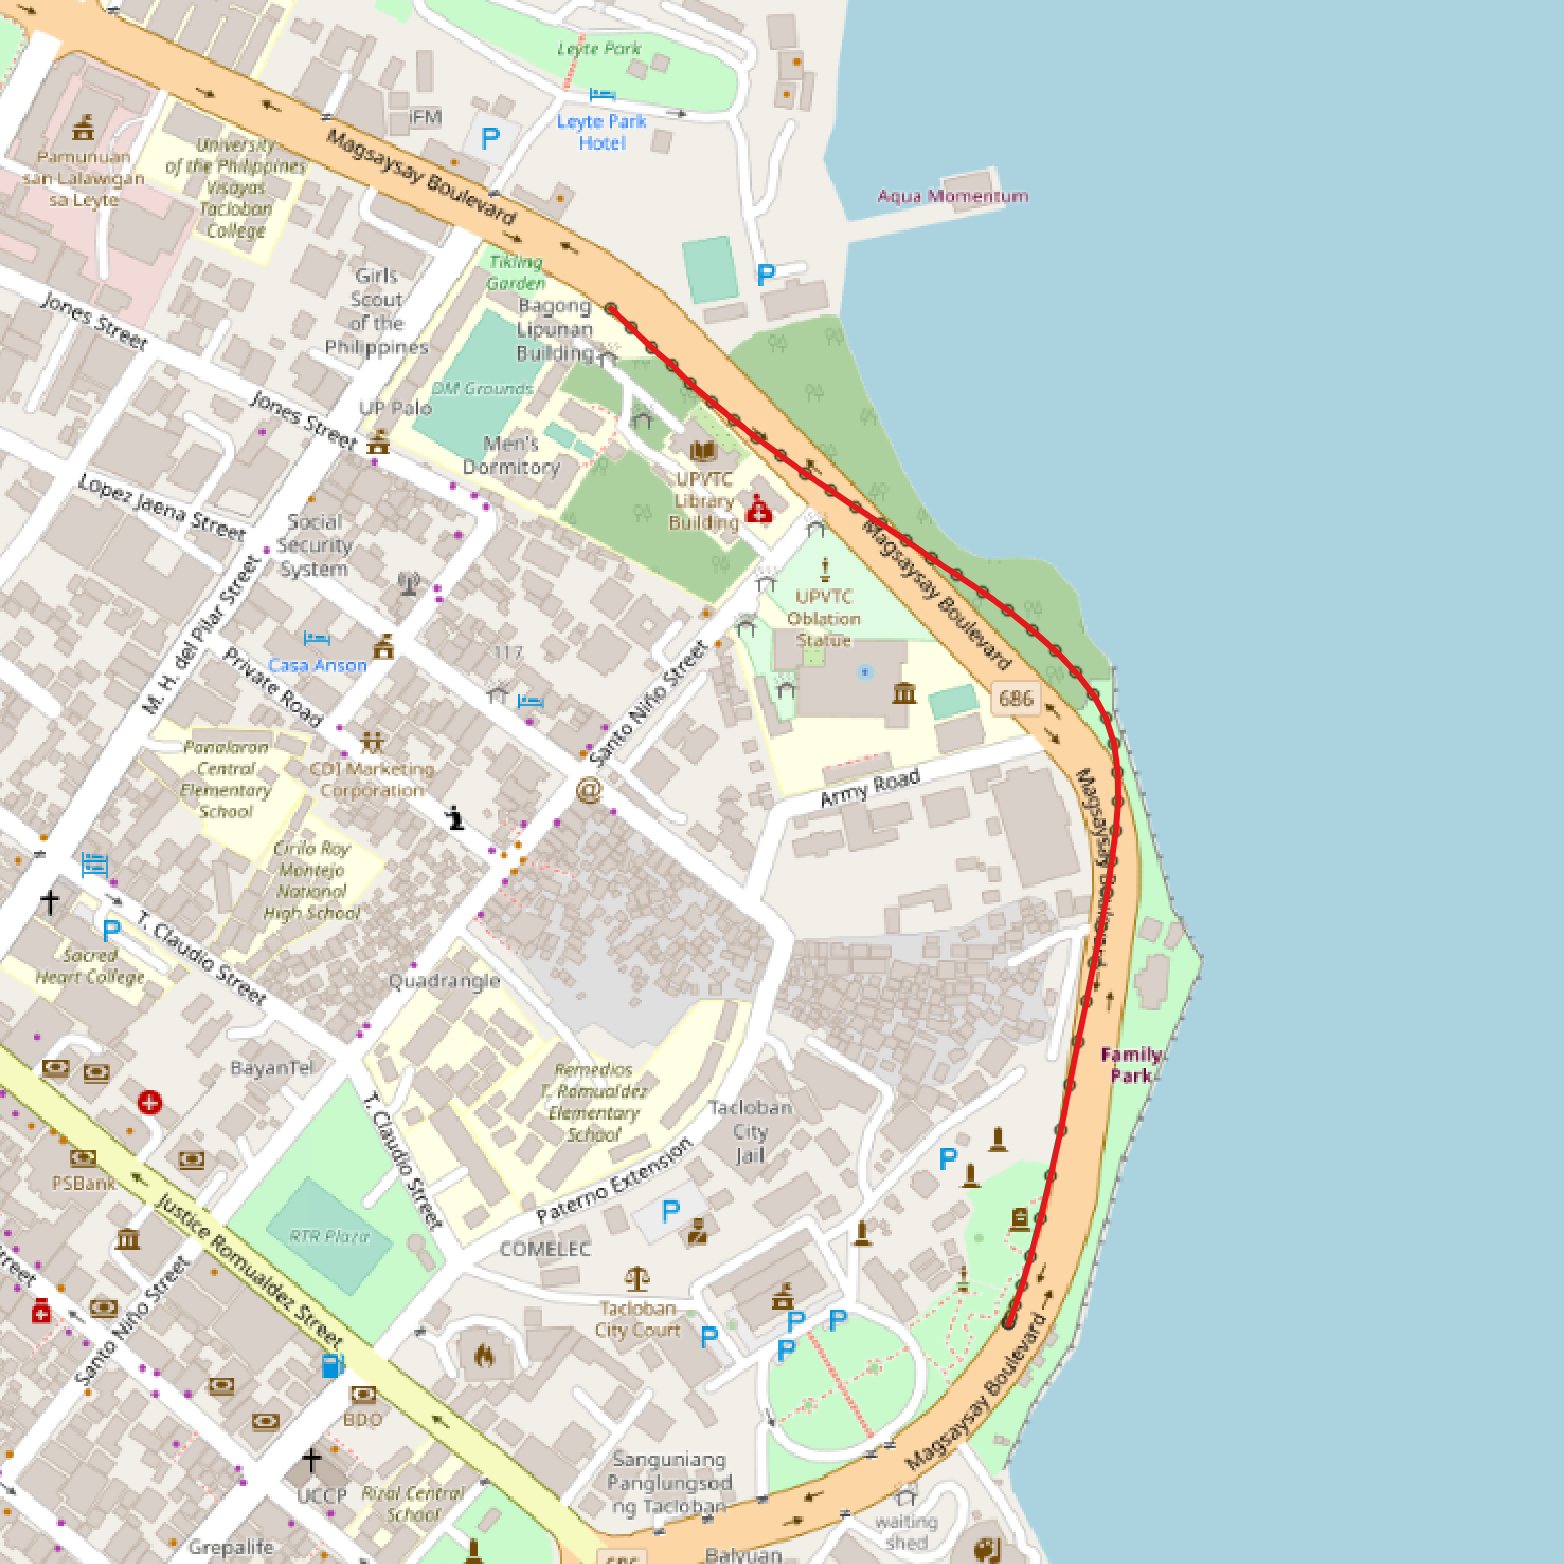 Leyte Park
iFM
P
Leyte Park
Hotel
Pamunuan
san Lalawigan
sa Leyte
University
of the Philippines
Visayas
Tacloban
College
Magsaysay Boulevard
Aqua Momentum
Tikling
Garden
P
Girls
Scout
of the
Philippines
Bagong
Lipunan
Building
Jones Street
DM Grounds
Jones Street
UP Palo
Men's
Dormitory
UPVTC
Library
Building
Lopez Jaena Street
Social
Security
System
Magsaysay Boulevard
UPVTC
Oblation
Statue
M. H. del Pilar Street
Casa Anson
117
Private Road
Santo Niño Street
686
Panalaron
Central
Elementary
School
CDI Marketing
Corporation
@
Army Road
Magsaysay Boulevard
Cirilo Roy
Montejo
National
High School
P
T. Claudio Street
Sacred
Heart College
Quadrangle
BayanTel
Family
Park
Remedios
T. Romualdez
Elementary
School
T. Claudio Street
Tacloban
City
Jail
P
PSBank
Paterno Extension
P
RTR Plaza
COMELEC
Justice Romualdez Street
Santo Niño Street
reet
Tacloban
City Court
P
P
P
P
Magsaysay Boulevard
BDO
Sanguniang
Panglungsod
ng Tacloban
UCCP
Rizal Central
School
waiting
shed
Grepalife
686
Balyuan